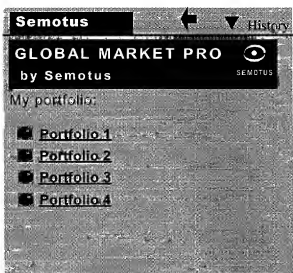 Semotus
History
GLOBAL MARKET PRO
by Semotus
SEMOTUS
My portfolio:
Portfolio 1
Portfolio 2
Portfolio 3
Portfolio 4